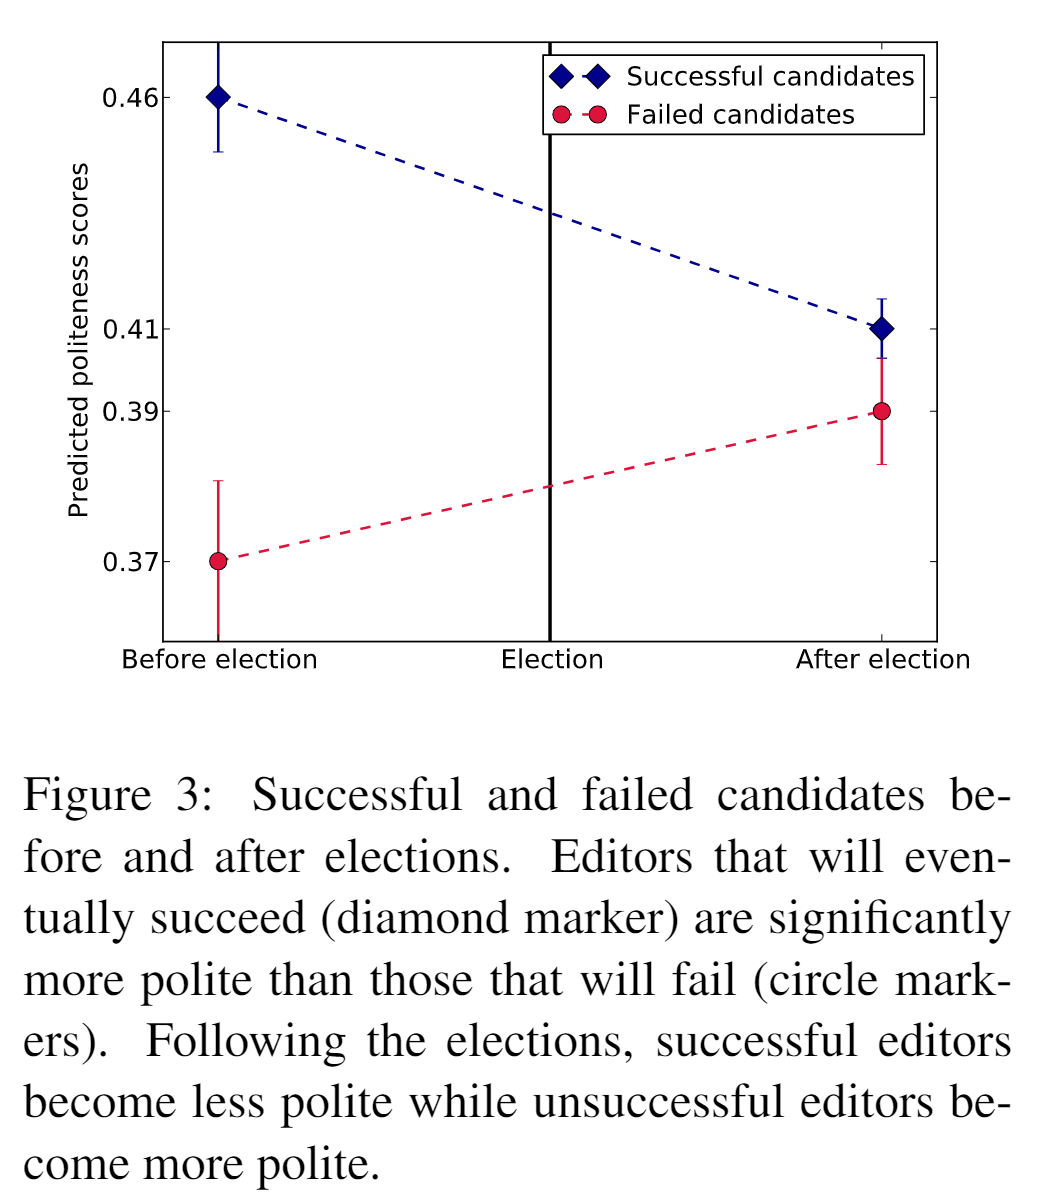 Successful candidates
Failed candidates
0.46
0.41
0.39
0.37
Predicted politeness scores
Before election
Election
After election
Figure 3: Successful and failed candidates be-
fore and after elections. Editors that will even-
tually succeed (diamond marker) are significantly
more polite than those that will fail (circle mark-
ers). Following the elections, successful editors
become less polite while unsuccessful editors be-
come more polite.